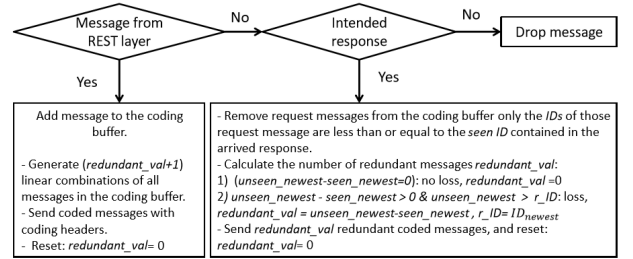 Message from
REST layer
No
Intended
response
No
Drop message
Yes
Yes
Add message to the coding
buffer.
- Generate (redundant_val+1)
linear combinations of all
messages in the coding buffer.
- Send coded messages with
coding headers.
- Reset: redundant_val= 0
- Remove request messages from the coding buffer only the IDs of those
request message are less than or equal to the seen ID contained in the
arrived response.
- Calculate the number of redundant messages redundant_val:
1) (unseen_newest-seen_newest=0): no loss, redundant_val =0
2) unseen_newest - seen_newest > 0 & unseen_newest > r_ID: loss,
redundant_val = unseen_newest-seen_newest , r_ID= ID_newest
- Send redundant_val redundant coded messages, and reset:
redundant_val= 0